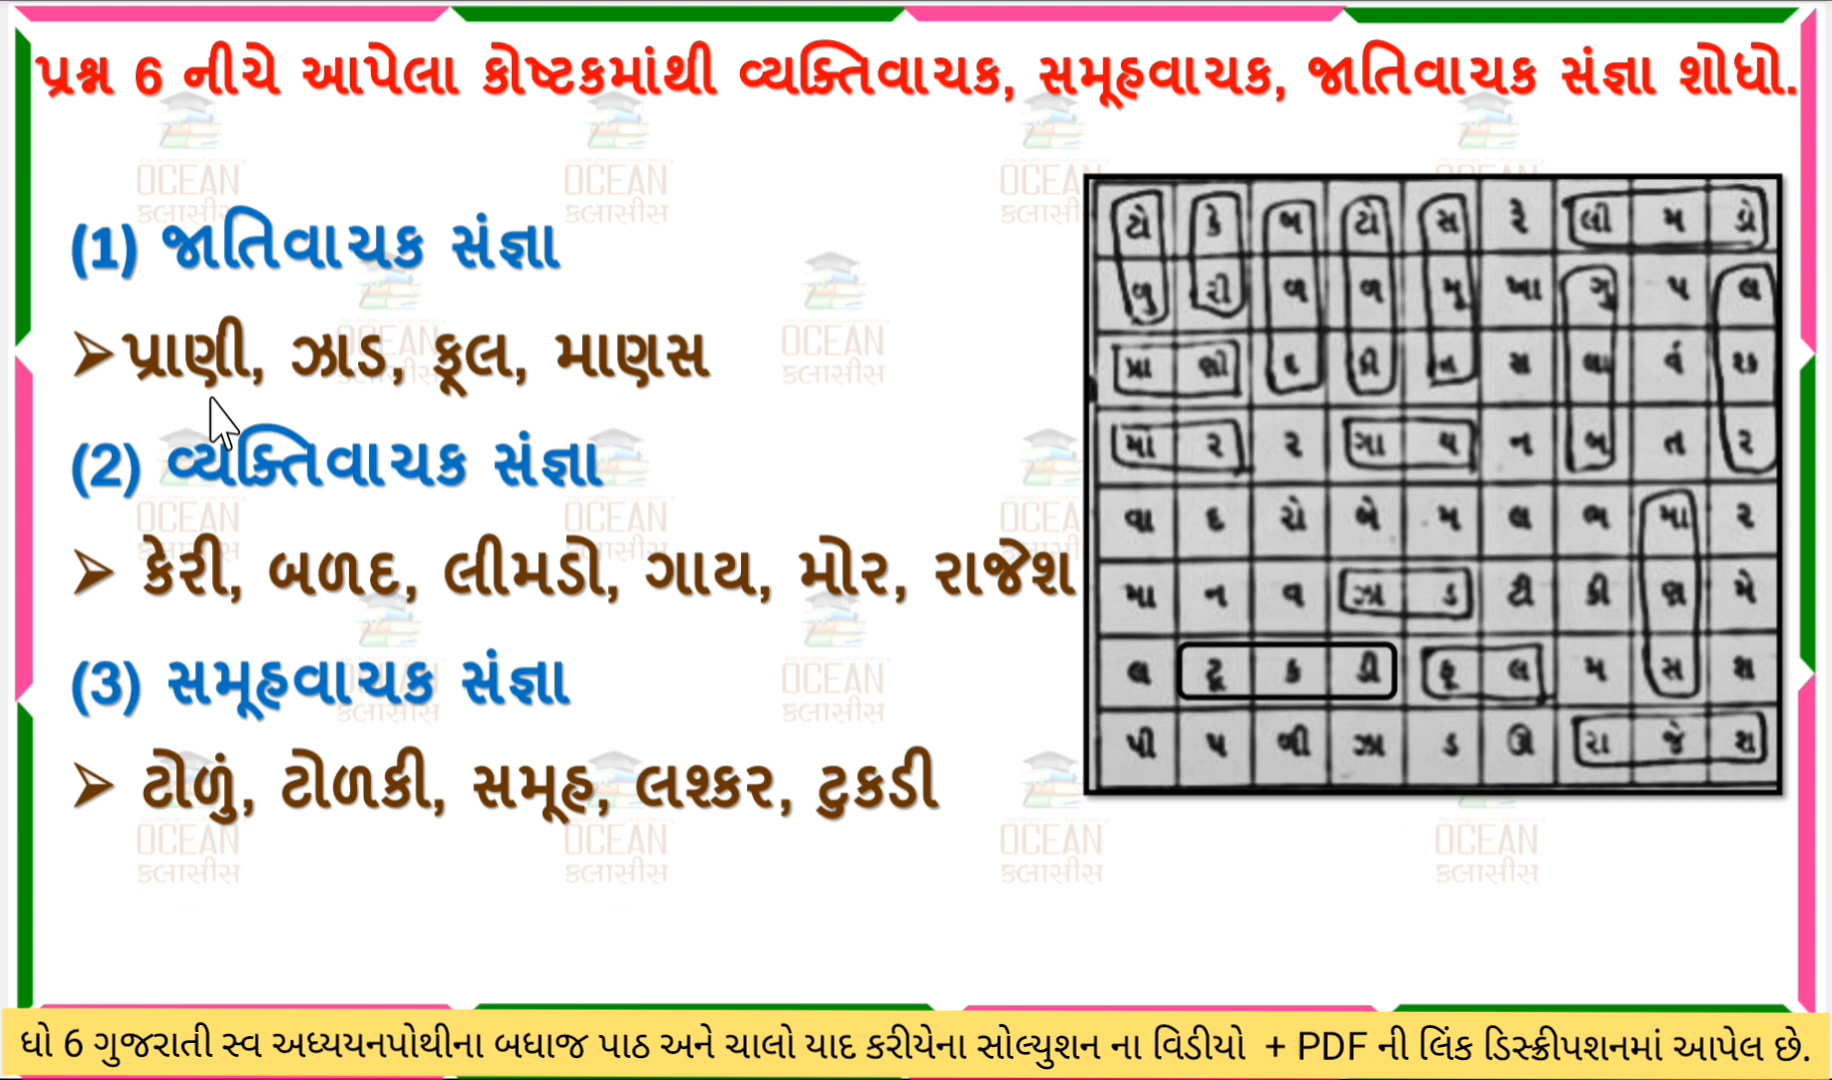 પ્રશ્ન 6 નીચે આપેલા કોષ્ટકમાંથી વ્યક્તિવાચક, સમૂહવાચક, જાતિવાચક સંજ્ઞા શોધો.
(1) જાતિવાચક સંજ્ઞા
➢ પ્રાણી, ઝાડ, ફૂલ, માણસ
(2) વ્યક્તિવાચક સંજ્ઞા
➢ કેરી, બળદ, લીમડો, ગાય, મોર, રાજેશ
(3) સમૂહવાચક સંજ્ઞા
➢ ટોળું, ટોળકી, સમૂહ, લશ્કર, ટુકડી
ટો કે બ ટો સ રે લી મ ડો
ળુ રી ળ ળ મૂ ખા ગુ પ લ
પ્રા ણી દ કી સ લા ર્વ શ્ક
મો ર ર ગા ય ન બ ત ર
વા દ રો બે મ લ ભ મા ર
મા ન વ ઝા ડ ટી કી ણ મે
લ ટૂ ક ડી ફૂ લ મ સ શ
પી પ ળી ઝા ડ ઊ રા જે શ
OCEAN
કલાસીસ
ધો 6 ગુજરાતી સ્વ અધ્યયનપોથીના બધાજ પાઠ અને ચાલો યાદ કરીયેના સોલ્યુશન ના વિડીયો + PDF ની લિંક ડિસ્ક્રીપશનમાં આપેલ છે.